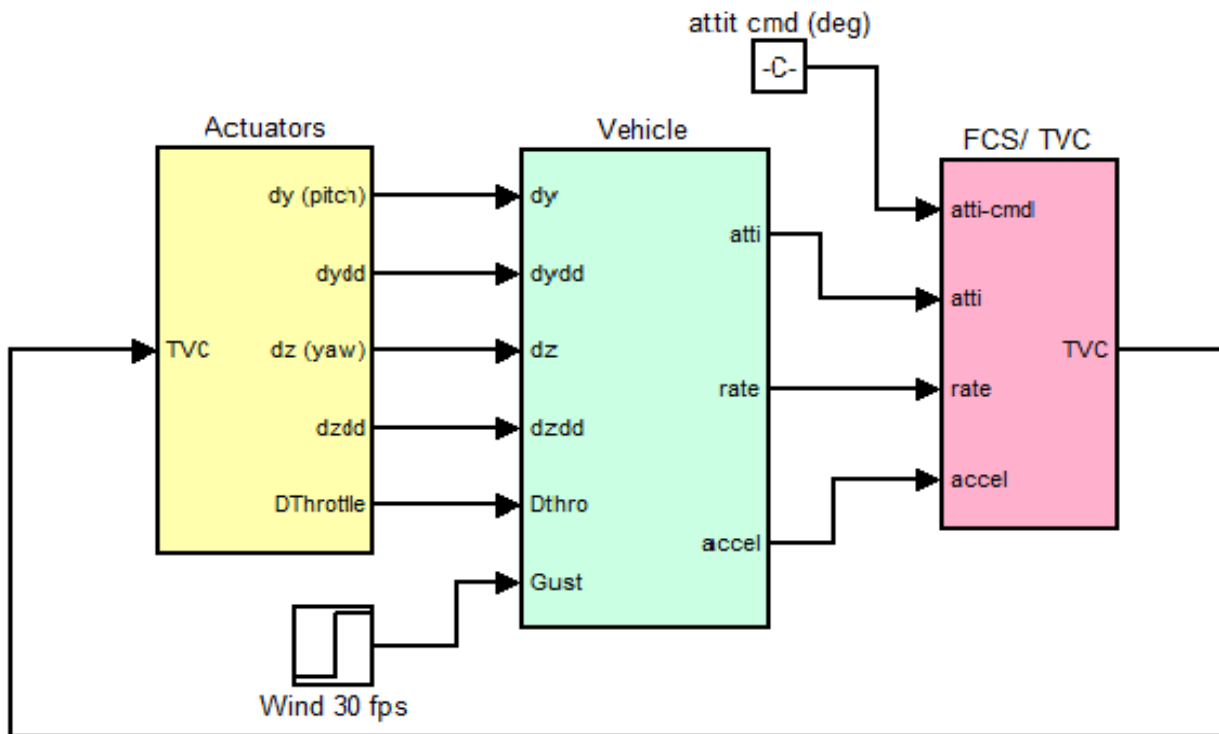 attit cmd (deg)
-C-
Actuators
Vehicle
FCS/ TVC
dy (pitch)
dydd
TVC
dz (yaw)
dzdd
DThrottle
dy
dydd
dz
dzdd
Dthro
Gust
atti
rate
accel
atti-cmd
atti
rate
accel
TVC
Wind 30 fps